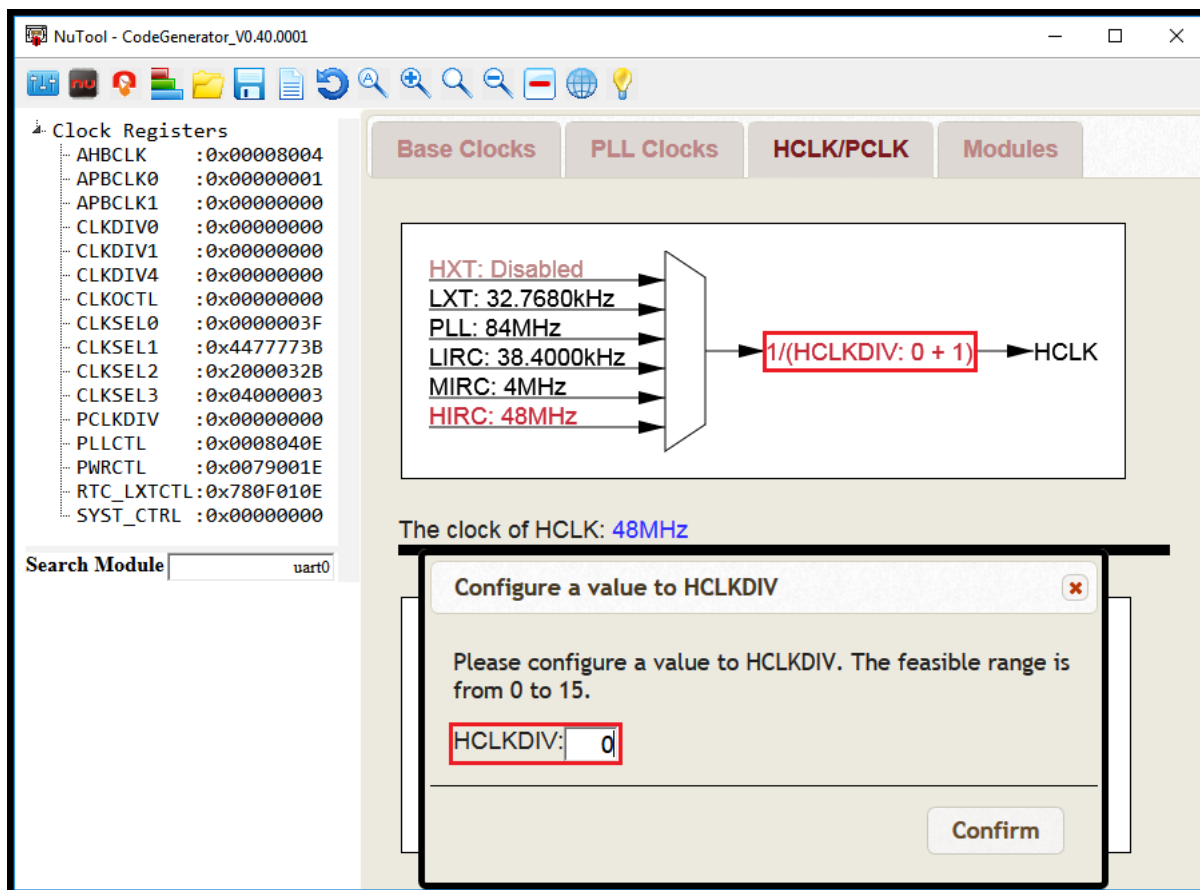 NuTool - CodeGenerator_V0.40.0001
Clock Registers
AHBCLK :0x00008004
APBCLK0 :0x00000001
APBCLK1 :0x00000000
CLKDIV0 :0x00000000
CLKDIV1 :0x00000000
CLKDIV4 :0x00000000
CLKOCTL :0x00000000
CLKSEL0 :0x0000003F
CLKSEL1 :0x4477773B
CLKSEL2 :0x2000032B
CLKSEL3 :0x04000003
PCLKDIV :0x00000000
PLLCTL :0x0008040E
PWRCTL :0x0079001E
RTC_LXTCTL:0x780F010E
SYST_CTRL :0x00000000
Search Module uart0
Base Clocks PLL Clocks HCLK/PCLK Modules
HXT: Disabled
LXT: 32.7680kHz
PLL: 84MHz
LIRC: 38.4000kHz
MIRC: 4MHz
HIRC: 48MHz
1/(HCLKDIV: 0 + 1) HCLK
The clock of HCLK: 48MHz
Configure a value to HCLKDIV
Please configure a value to HCLKDIV. The feasible range is
from 0 to 15.
HCLKDIV: 0
Confirm